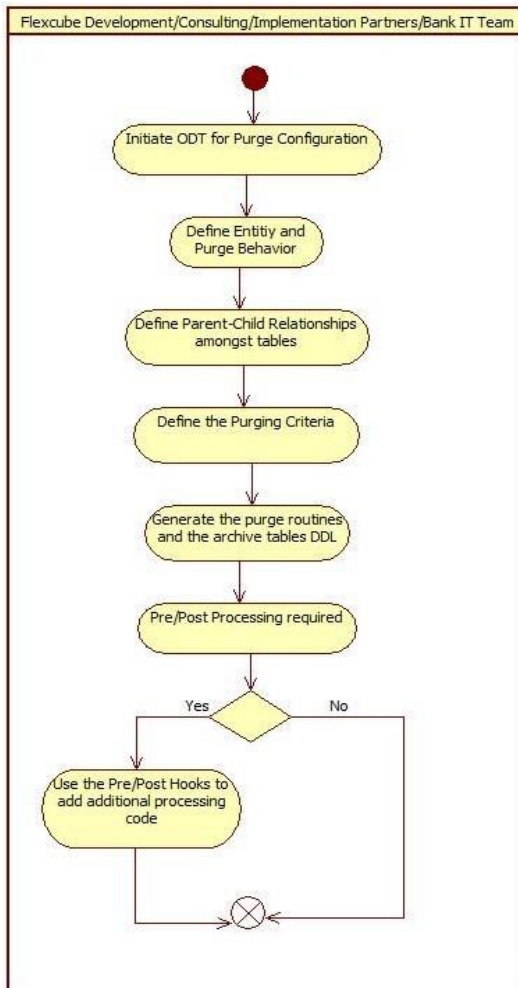 Flexcube Development/Consulting/Implementation Partners/Bank IT Team
Initiate ODT for Purge Configuration
Define Entitiy and
Purge Behavior
Define Parent-Child Relationships
amongst tables
Define the Purging Criteria
Generate the purge routines
and the archive tables DDL
Pre/Post Processing required
Yes
No
Use the Pre/Post Hooks to
add additional processing
code